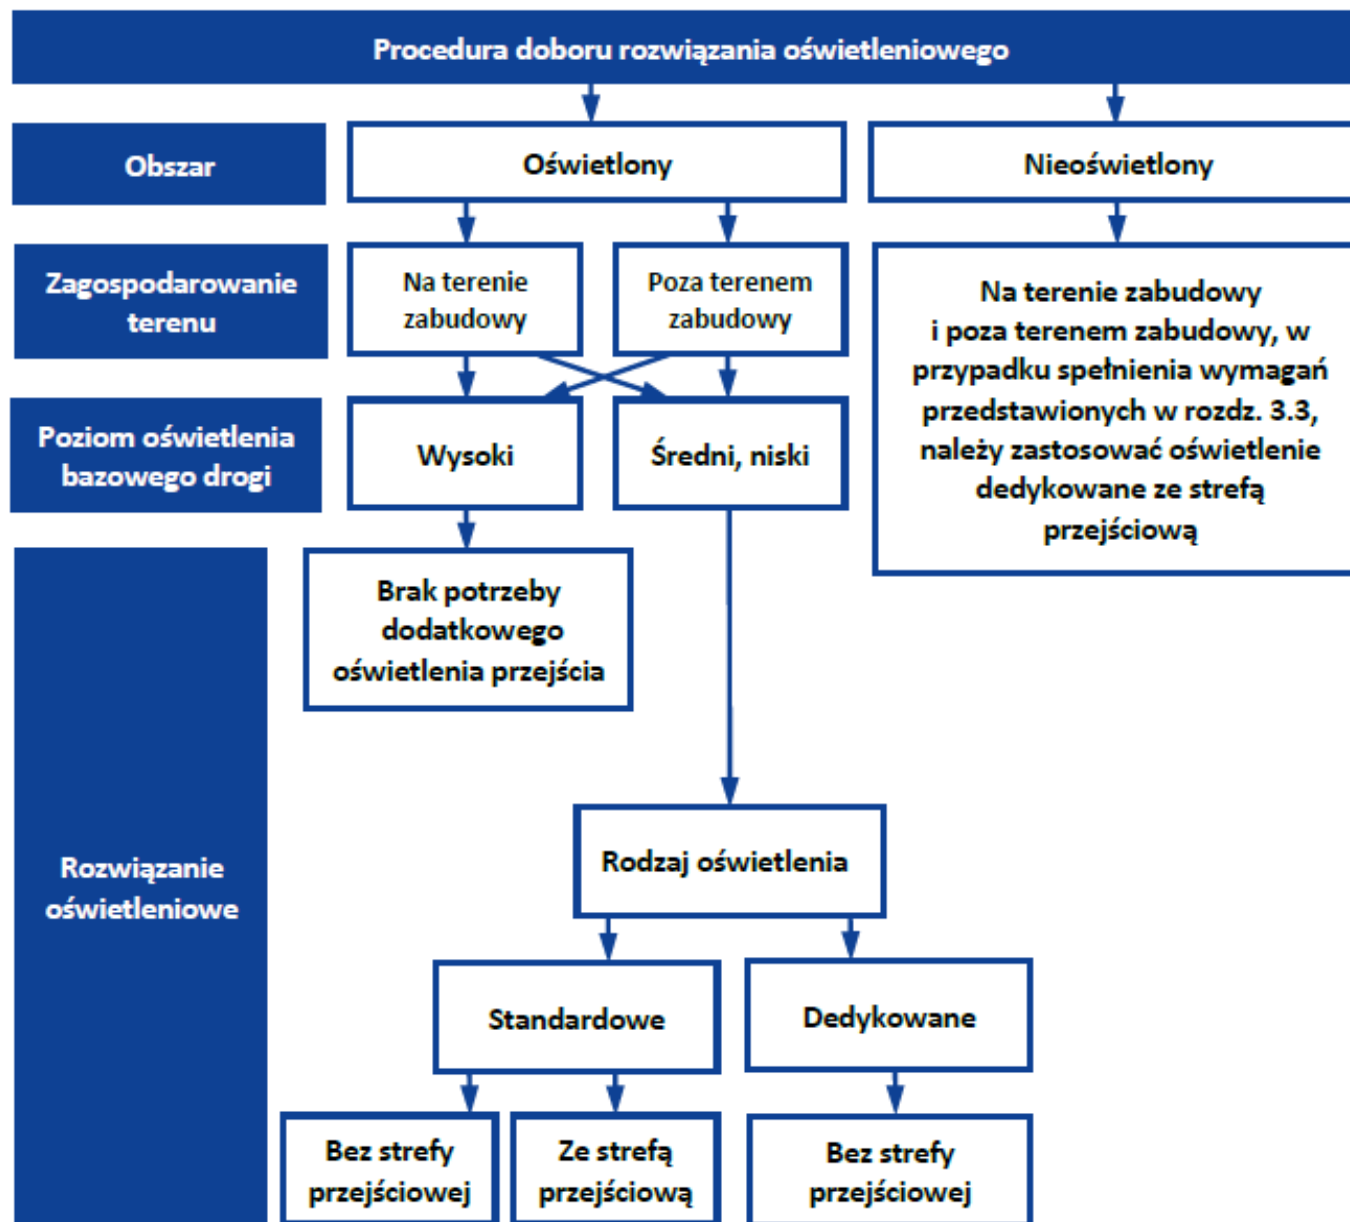 Procedura doboru rozwiązania oświetleniowego
Obszar
Oświetlony
Nieoświetlony
Zagospodarowanie
terenu
Na terenie
zabudowy
Poza terenem
zabudowy
Na terenie zabudowy
i poza terenem zabudowy, w
przypadku spełnienia wymagań
przedstawionych w rozdz. 3.3,
należy zastosować oświetlenie
dedykowane ze strefą
przejściową
Poziom oświetlenia
bazowego drogi
Wysoki
Średni, niski
Rozwiązanie
oświetleniowe
Brak potrzeby
dodatkowego
oświetlenia przejścia
Rodzaj oświetlenia
Standardowe
Dedykowane
Bez strefy
przejściowej
Ze strefą
przejściową
Bez strefy
przejściowej